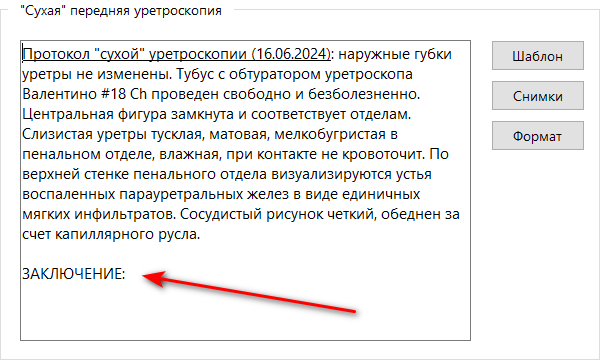 "Сухая" передняя уретроскопия
Протокол "сухой" уретроскопии (16.06.2024): наружные губки
уретры не изменены. Тубус с обтуратором уретроскопа
Валентино #18 Ch проведен свободно и безболезненно.
Центральная фигура замкнута и соответствует отделам.
Слизистая уретры тусклая, матовая, мелкобугристая в
пенальном отделе, влажная, при контакте не кровоточит. По
верхней стенке пенального отдела визуализируются устья
воспаленных парауретральных желез в виде единичных
мягких инфильтратов. Сосудистый рисунок четкий, обеднен за
счет капиллярного русла.
ЗАКЛЮЧЕНИЕ:
Шаблон
Снимки
Формат